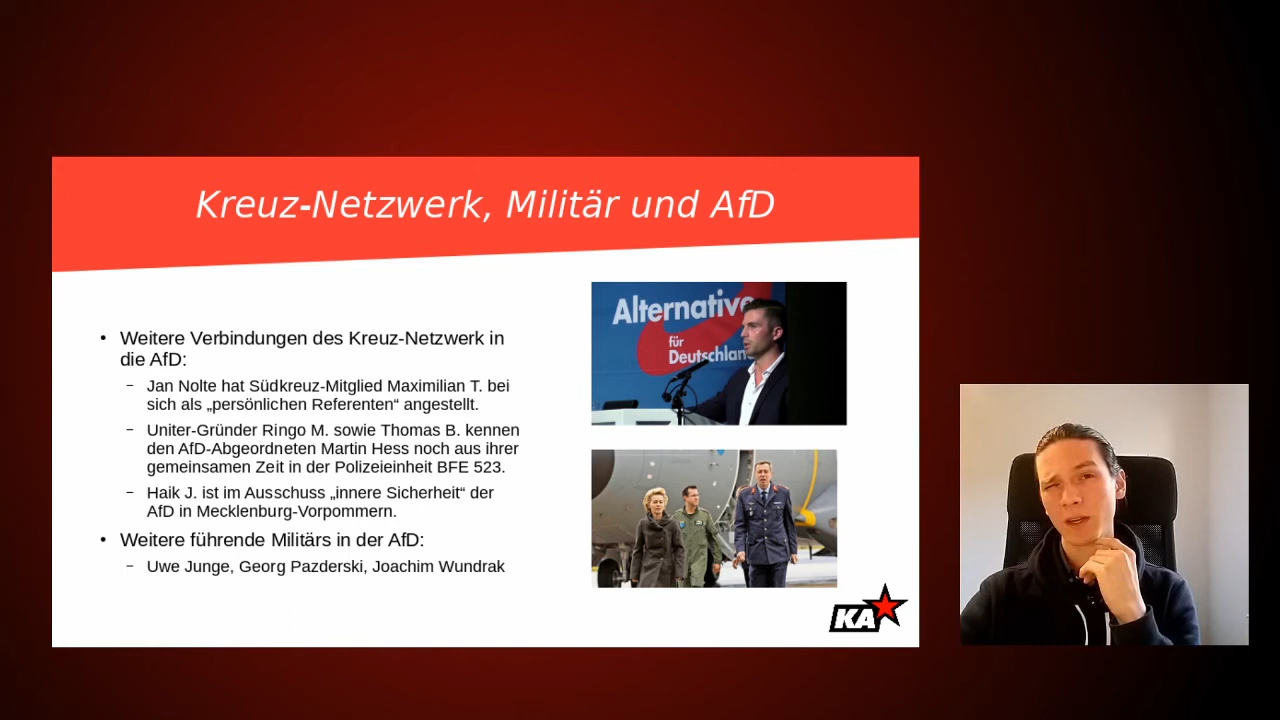 Kreuz-Netzwerk, Militär und AfD
• Weitere Verbindungen des Kreuz-Netzwerk in
die AfD:
– Jan Nolte hat Südkreuz-Mitglied Maximilian T. bei
sich als „persönlichen Referenten“ angestellt.
– Uniter-Gründer Ringo M. sowie Thomas B. kennen
den AfD-Abgeordneten Martin Hess noch aus ihrer
gemeinsamen Zeit in der Polizeieinheit BFE 523.
– Haik J. ist im Ausschuss „innere Sicherheit“ der
AfD in Mecklenburg-Vorpommern.
• Weitere führende Militärs in der AfD:
– Uwe Junge, Georg Pazderski, Joachim Wundrak
Alternative
für
Deutschlan
KA